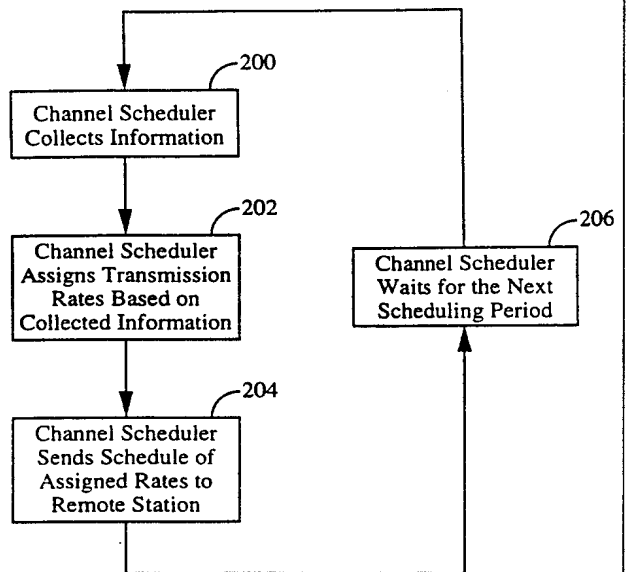 200
Channel Scheduler
Collects Information
202
Channel Scheduler
Assigns Transmission
Rates Based on
Collected Information
204
Channel Scheduler
Sends Schedule of
Assigned Rates to
Remote Station
206
Channel Scheduler
Waits for the Next
Scheduling Period